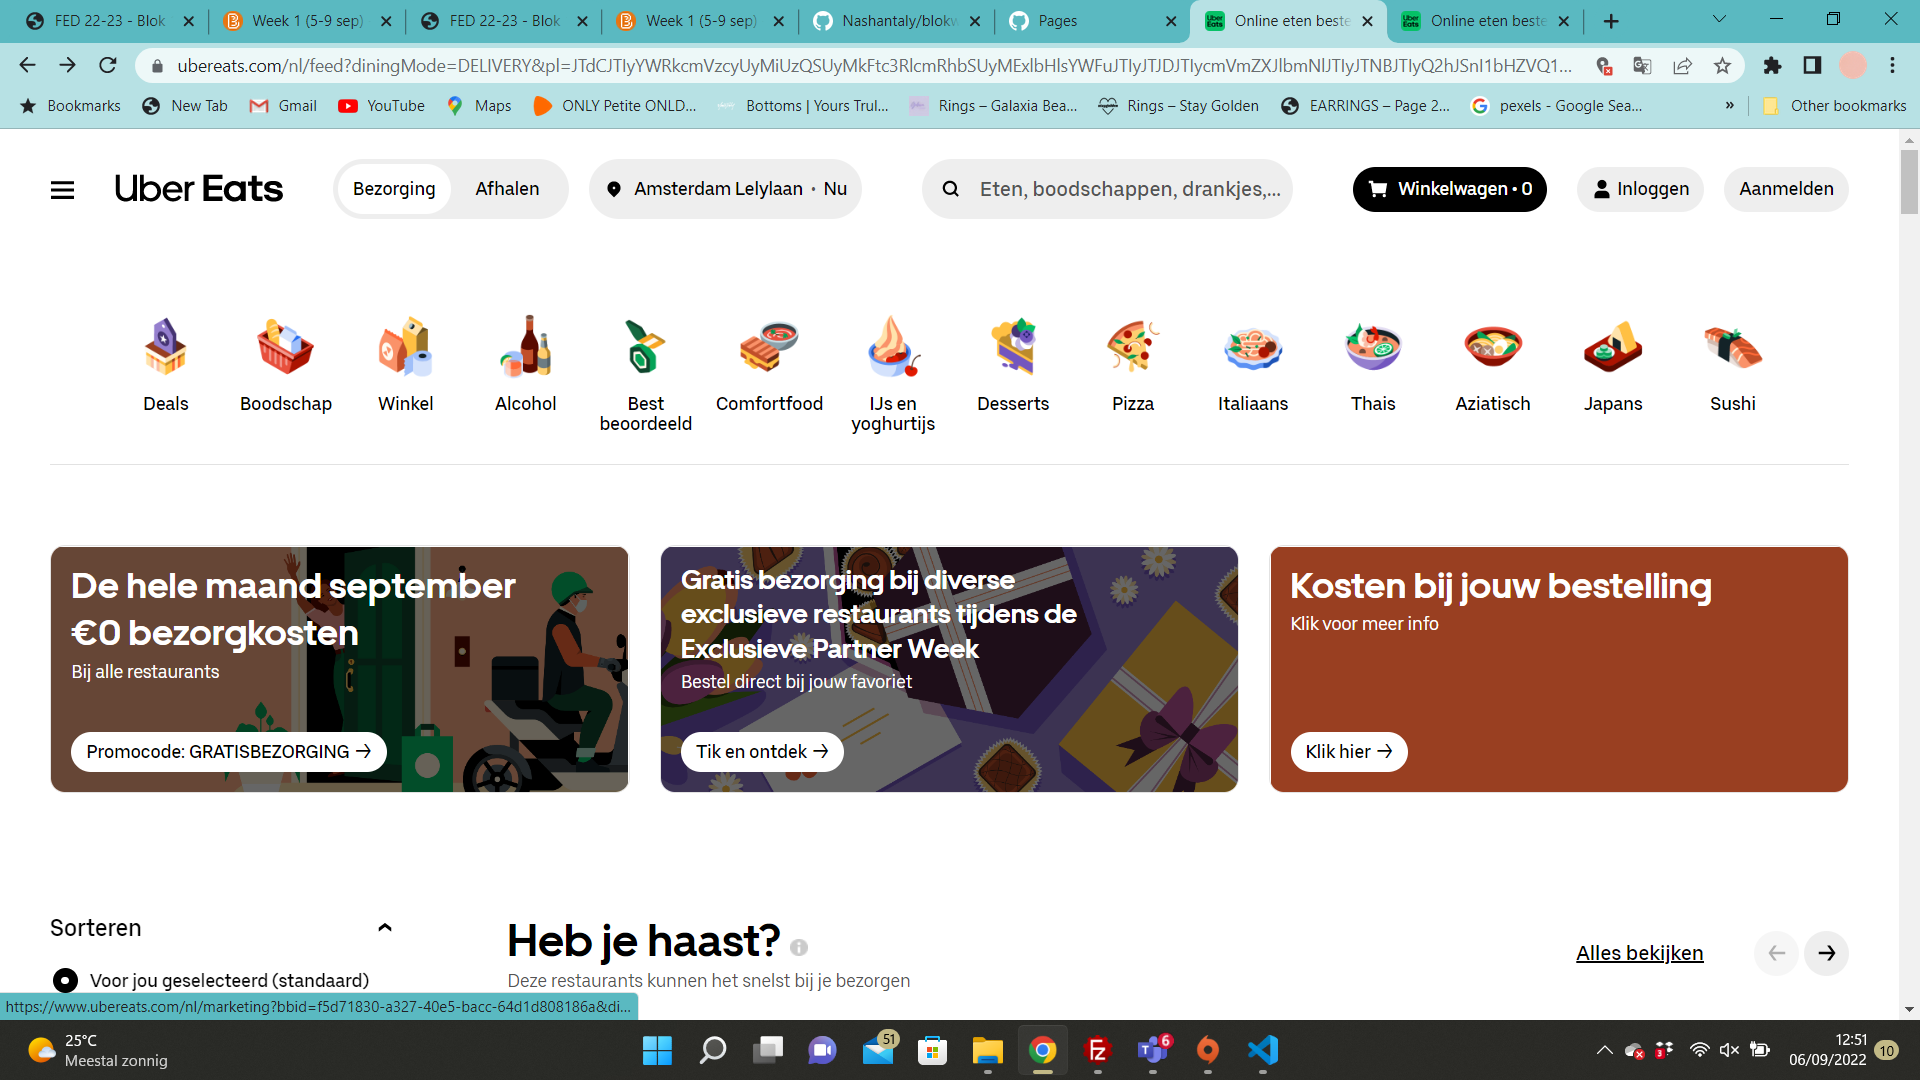 FED 22-23 - Blok
Week 1 (5-9 sep)
FED 22-23 - Blok
Week 1 (5-9 sep)
Nashantaly/blokw
Pages
Online eten beste
Online eten beste
ubereats.com/nl/feed?diningMode=DELIVERY&pl=JTdCJTIyYWRkcmVzcyUyMiUzQSUyMkFtc3RlcmRhbSUyMExlbHlsYWFuJTIyJTJDJTIycmVmZXJlbmNlJTIyJTNBJTIyQ2hJSnI1bHZVQ1...
Bookmarks
New Tab
Gmail
YouTube
Maps
ONLY Petite ONLD...
Bottoms | Yours Trul...
Rings – Galaxia Bea...
Rings – Stay Golden
EARRINGS – Page 2...
pexels - Google Sea...
»
Other bookmarks
Uber Eats
Bezorging
Afhalen
Amsterdam Lelylaan • Nu
Eten, boodschappen, drankjes,...
Winkelwagen • 0
Inloggen
Aanmelden
Deals
Boodschap
Winkel
Alcohol
Best
beoordeeld
Comfortfood
IJs en
yoghurtijs
Desserts
Pizza
Italiaans
Thais
Aziatisch
Japans
Sushi
De hele maand september
€0 bezorgkosten
Bij alle restaurants
Promocode: GRATISBEZORGING →
Gratis bezorging bij diverse
exclusieve restaurants tijdens de
Exclusieve Partner Week
Bestel direct bij jouw favoriet
Tik en ontdek →
Kosten bij jouw bestelling
Klik voor meer info
Klik hier →
Sorteren
Voor jou geselecteerd (standaard)
Heb je haast?
Deze restaurants kunnen het snelst bij je bezorgen
Alles bekijken
https://www.ubereats.com/nl/marketing?bbid=f5d71830-a327-40e5-bacc-64d1d808186a&di...
25°C
Meestal zonnig
51
6
3
12:51
06/09/2022
10